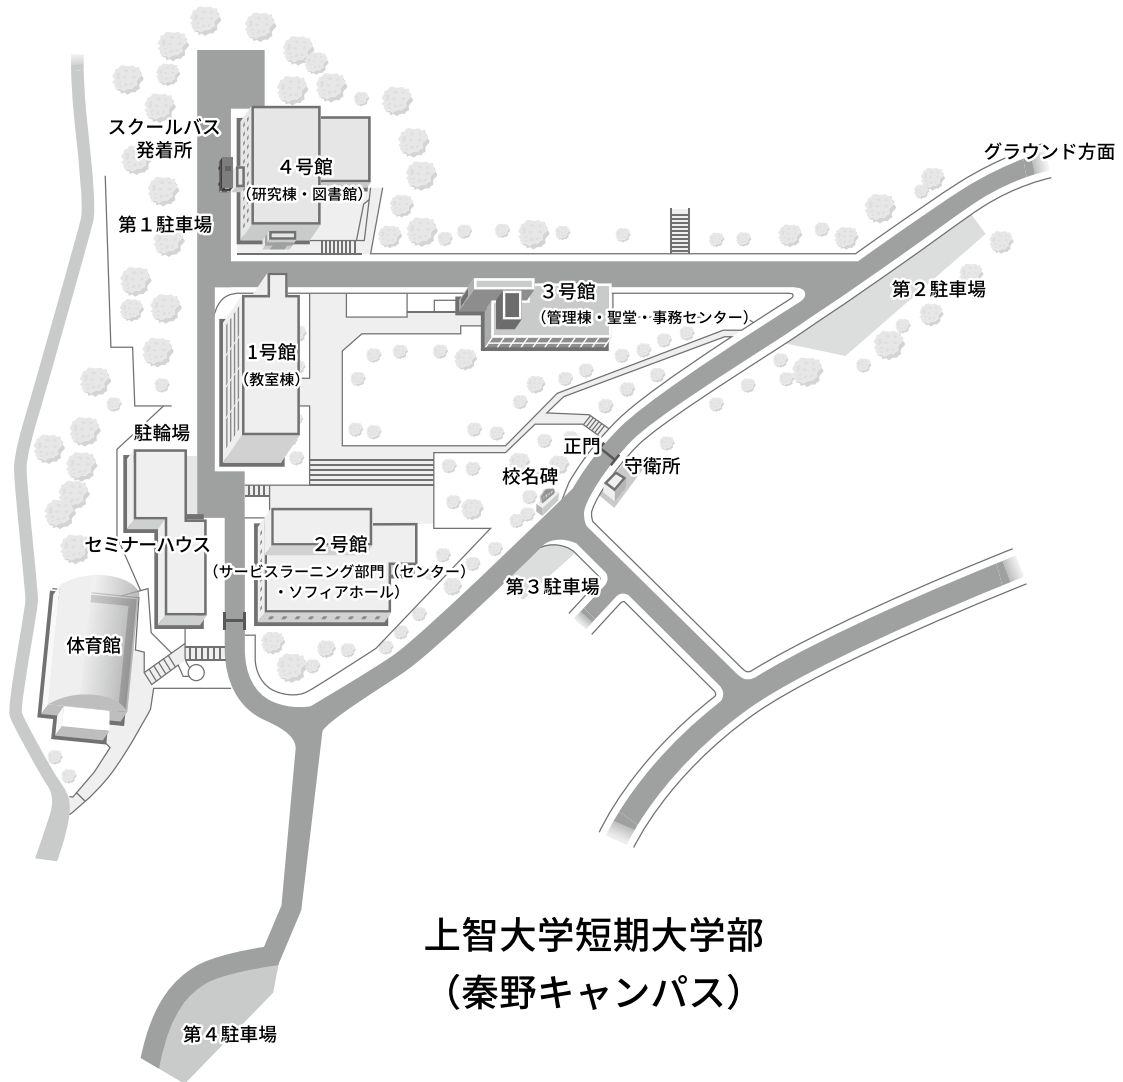 スクールバス
発着所
グラウンド方面
４号館
（研究棟・図書館）
第１駐車場
３号館
（管理棟・聖堂・事務センター）
第２駐車場
1号館
（教室棟）
駐輪場
正門
守衛所
校名碑
セミナーハウス
２号館
（サービスラーニング部門（センター）
・ソフィアホール）
第３駐車場
体育館
上智大学短期大学部
（秦野キャンパス）
第４駐車場